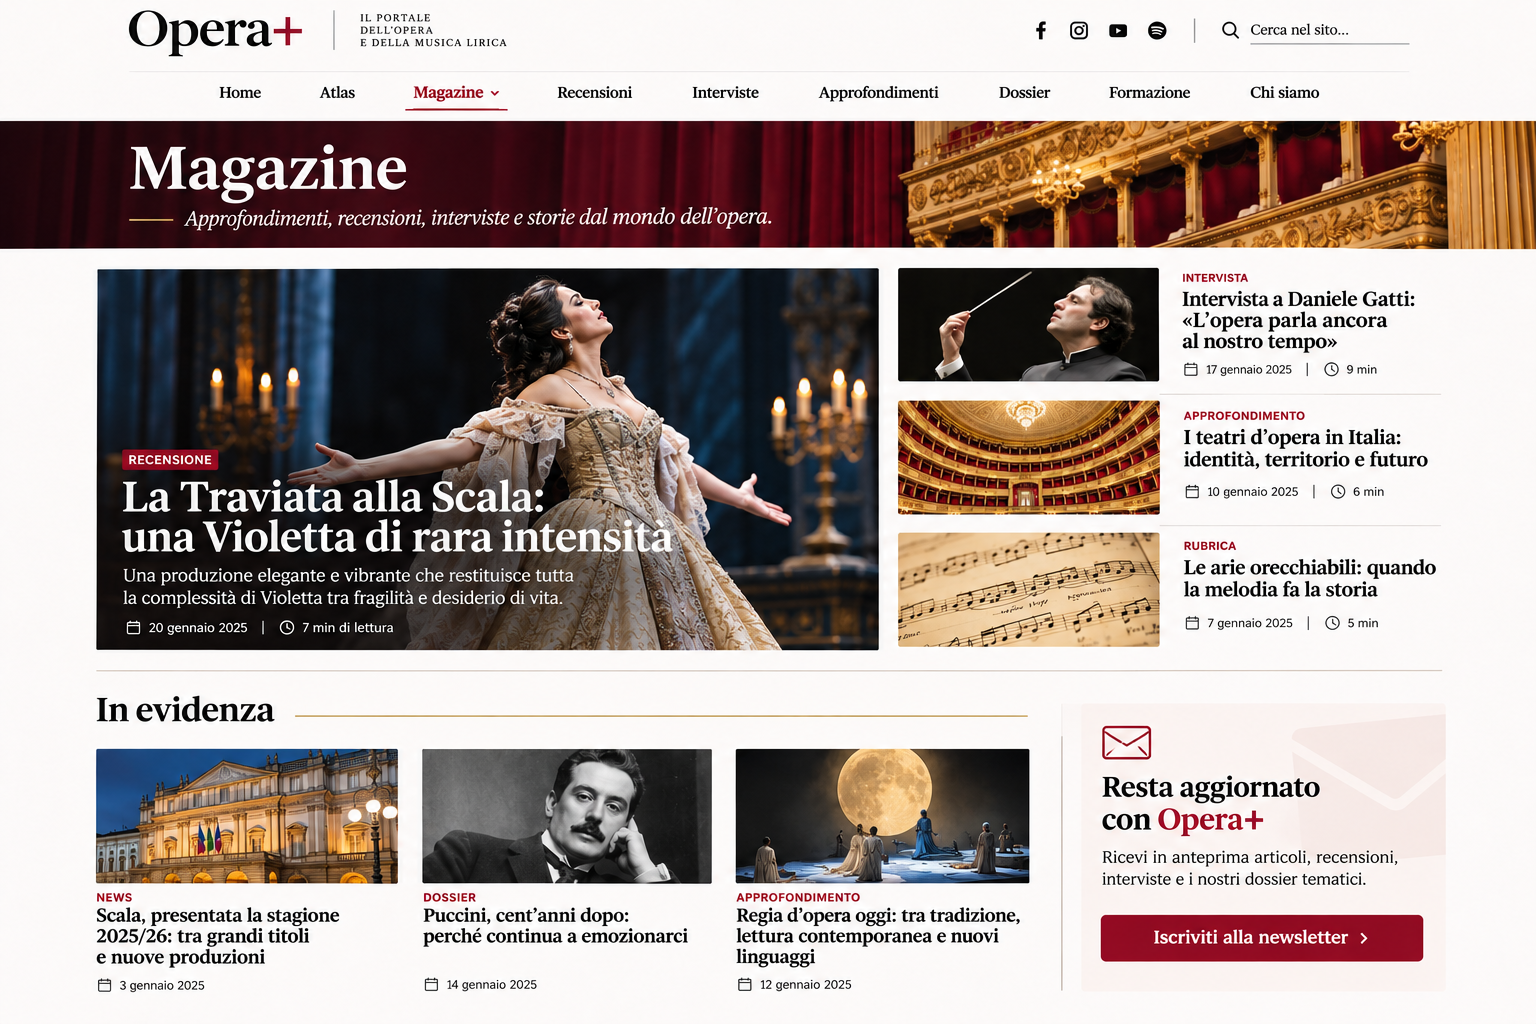 Opera+
IL PORTALE
DELL'OPERA
E DELLA MUSICA LIRICA
Cerca nel sito...
Home
Atlas
Magazine
Recensioni
Interviste
Approfondimenti
Dossier
Formazione
Chi siamo
Magazine
Approfondimenti, recensioni, interviste e storie dal mondo dell'opera.
RECENSIONE
La Traviata alla Scala:
una Violetta di rara intensità
Una produzione elegante e vibrante che restituisce tutta
la complessità di Violetta tra fragilità e desiderio di vita.
20 gennaio 2025 | 7 min di lettura
INTERVISTA
Intervista a Daniele Gatti:
«L'opera parla ancora
al nostro tempo»
17 gennaio 2025 | 9 min
APPROFONDIMENTO
I teatri d'opera in Italia:
identità, territorio e futuro
10 gennaio 2025 | 6 min
RUBRICA
Le arie orecchiabili: quando
la melodia fa la storia
7 gennaio 2025 | 5 min
In evidenza
NEWS
Scala, presentata la stagione
2025/26: tra grandi titoli
e nuove produzioni
3 gennaio 2025
DOSSIER
Puccini, cent'anni dopo:
perché continua a emozionarci
14 gennaio 2025
APPROFONDIMENTO
Regia d'opera oggi: tra tradizione,
lettura contemporanea e nuovi
linguaggi
12 gennaio 2025
Resta aggiornato
con Opera+
Ricevi in anteprima articoli, recensioni,
interviste e i nostri dossier tematici.
Iscriviti alla newsletter